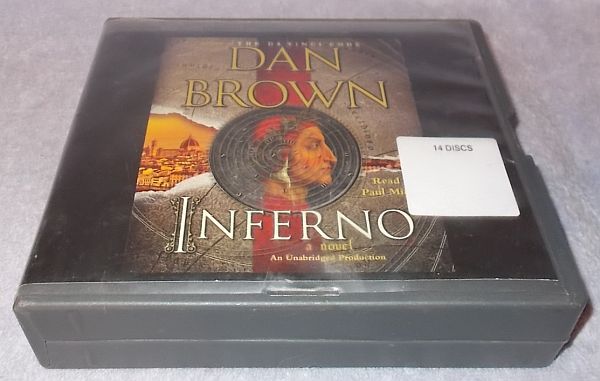 THE DA VINCI CODE
DAN
BROWN
Read
Paul
INFERNO
a novel
An Unabridged Production
14 DISCS